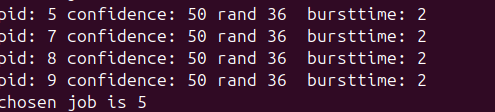 pid: 5 confidence: 50 rand 36  bursttime: 2
pid: 7 confidence: 50 rand 36  bursttime: 2
pid: 8 confidence: 50 rand 36  bursttime: 2
pid: 9 confidence: 50 rand 36  bursttime: 2
chosen job is 5